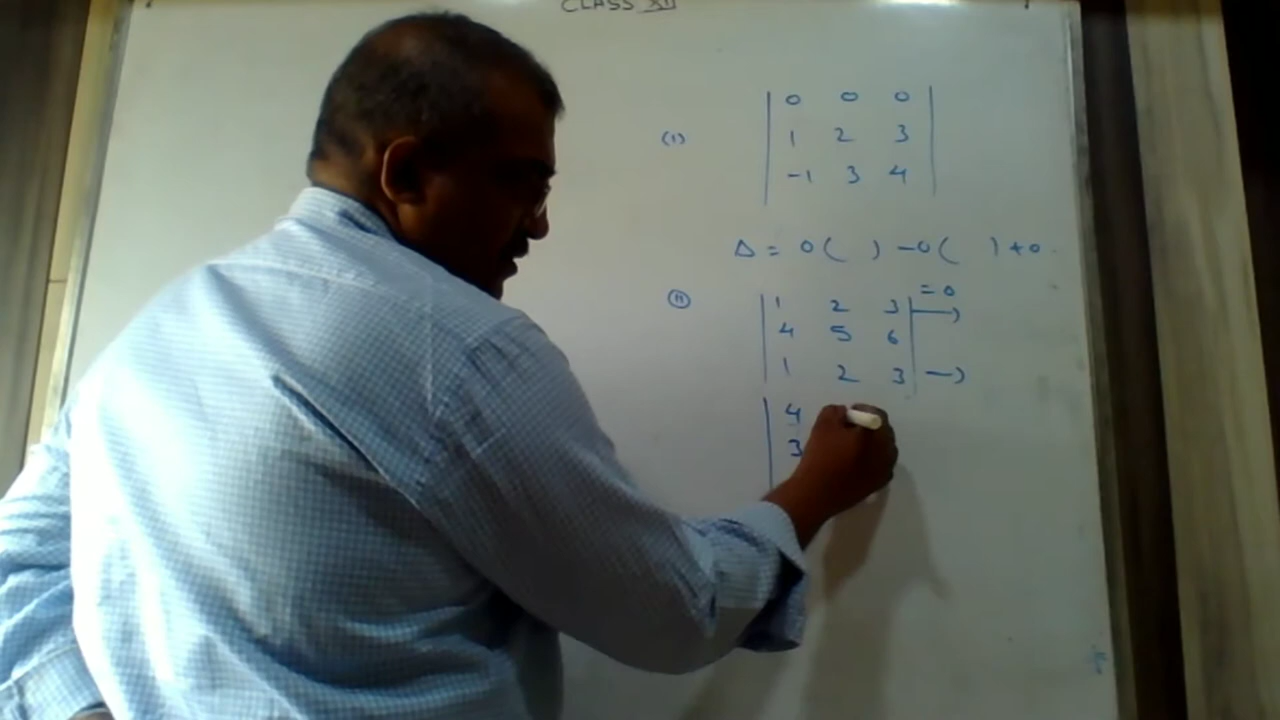 CLASS XII
0 0 0
(I) 1 2 3
-1 3 4
Δ = 0 ( ) -0 ( ) +0
= 0
(II) 1 2 3 →
4 5 6
1 2 3 →
4
3